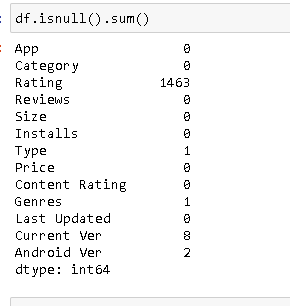 df.isnull().sum()
App 0
Category 0
Rating 1463
Reviews 0
Size 0
Installs 0
Type 1
Price 0
Content Rating 0
Genres 1
Last Updated 0
Current Ver 8
Android Ver 2
dtype: int64